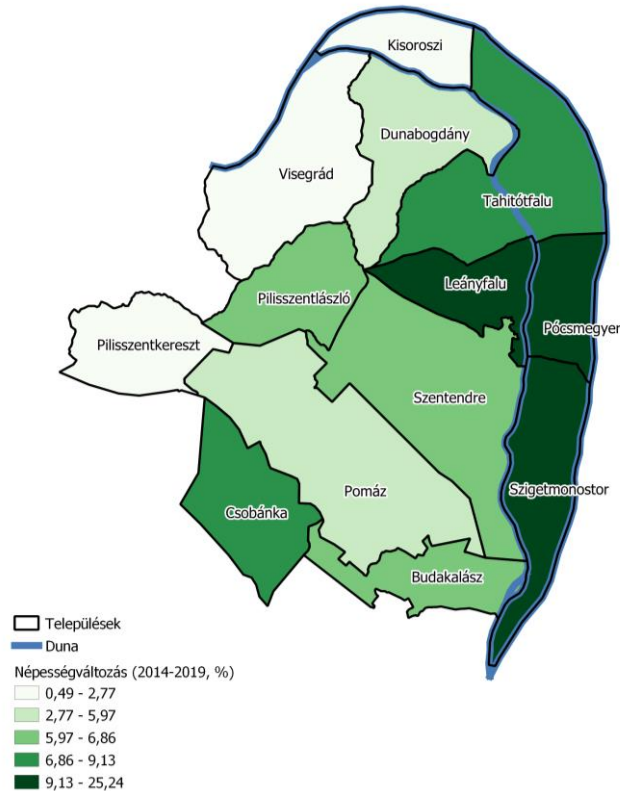 Kisoroszi
Dunabogdány
Visegrád
Tahitótfalu
Pilisszentlászló
Leányfalu
Pócsmegyer
Pilisszentkereszt
Szentendre
Pomáz
Szigetmonostor
Csobánka
Budakalász
Települések
Duna
Népességváltozás (2014-2019, %)
0,49 - 2,77
2,77 - 5,97
5,97 - 6,86
6,86 - 9,13
9,13 - 25,24